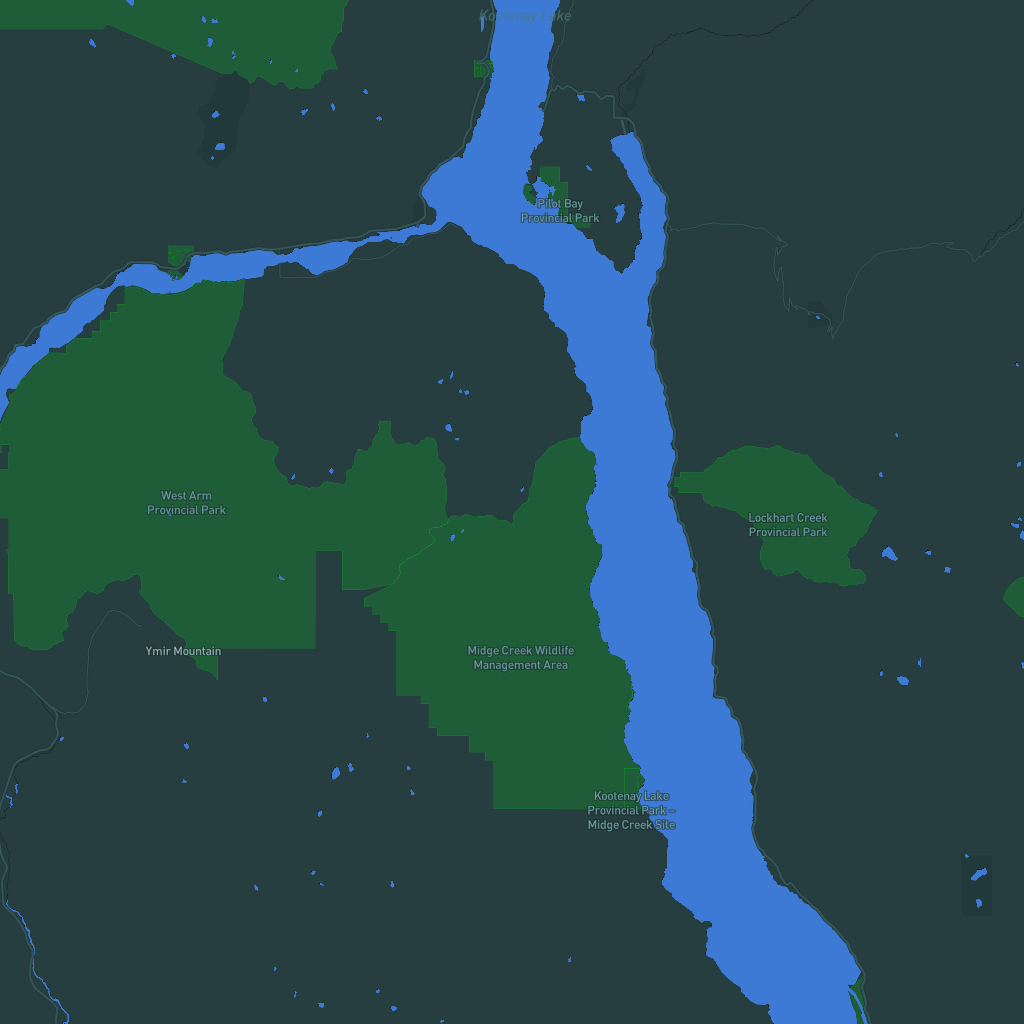 Kootenay Lake
Pilot Bay
Provincial Park
West Arm
Provincial Park
Lockhart Creek
Provincial Park
Ymir Mountain
Midge Creek Wildlife
Management Area
Kootenay Lake
Provincial Park –
Midge Creek Site